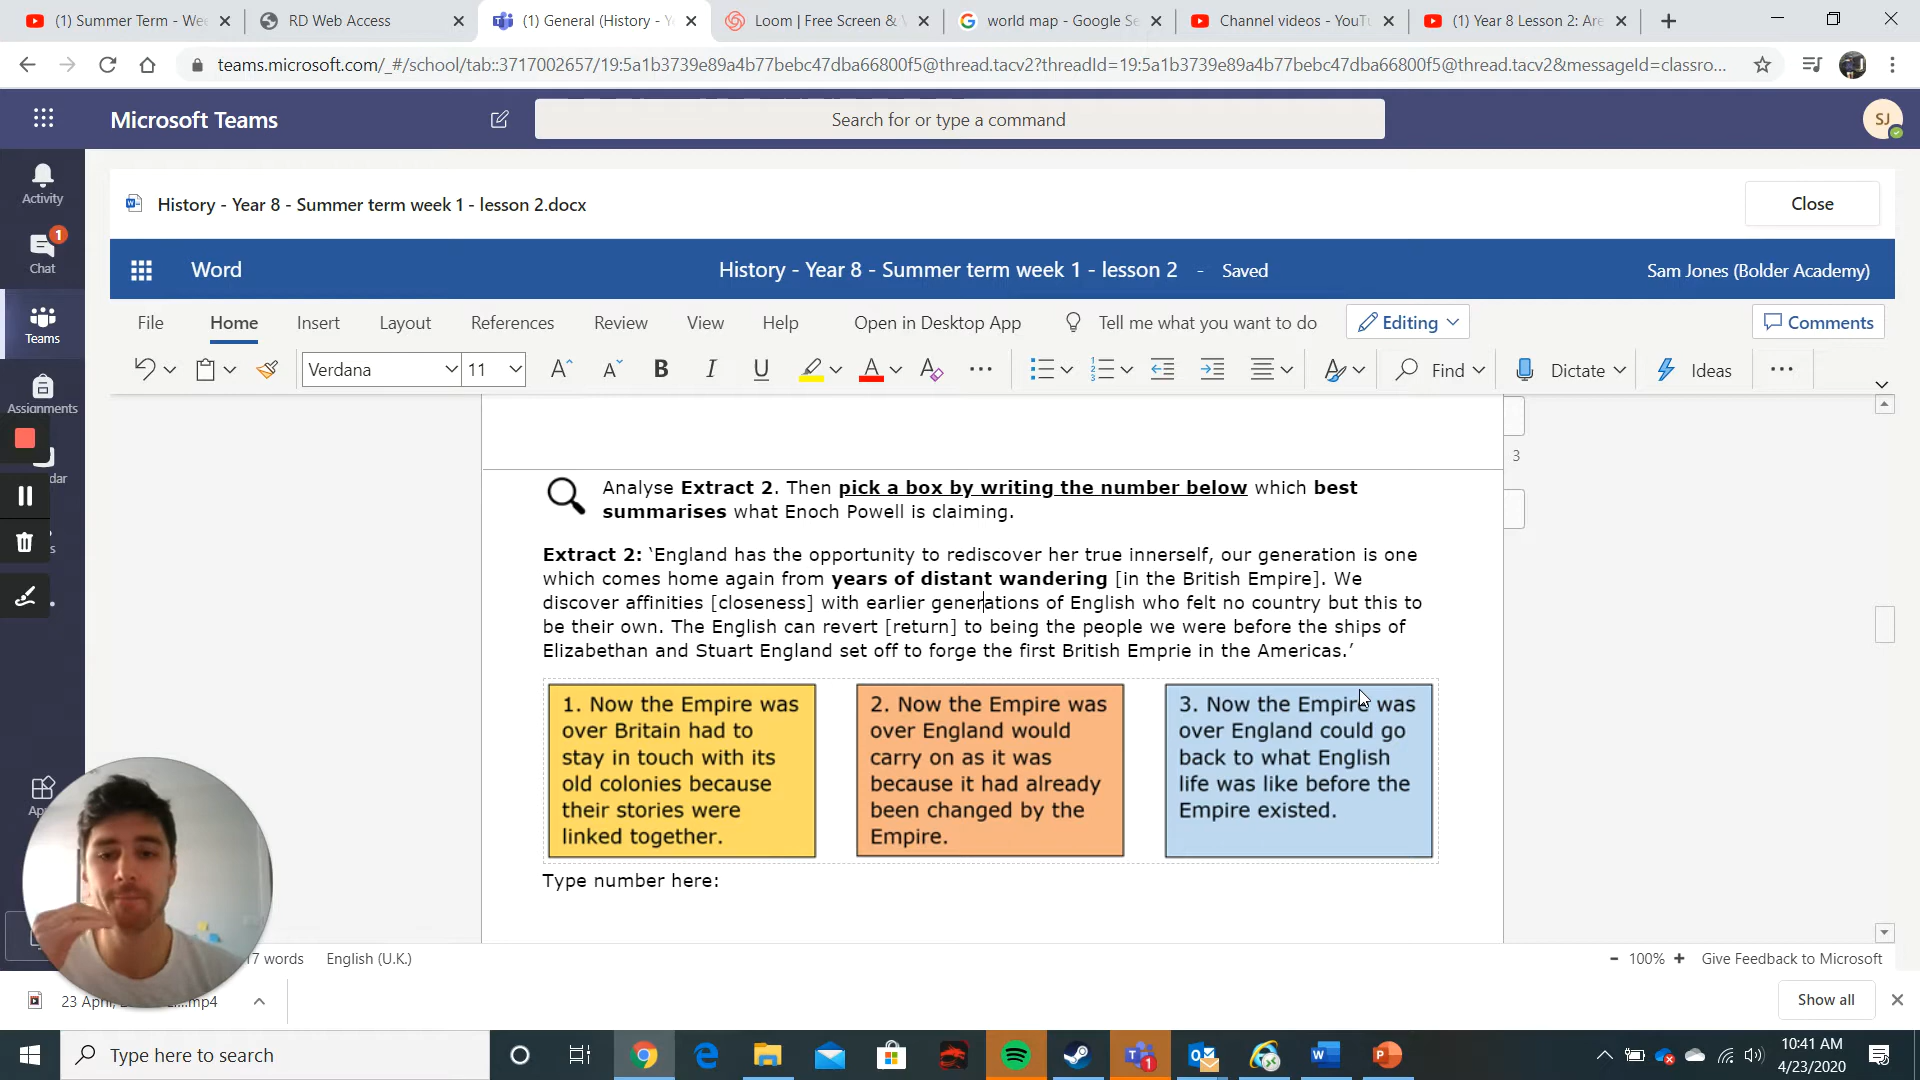 (1) Summer Term - Wee
RD Web Access
(1) General (History - Ye
Loom | Free Screen &
world map - Google Se
Channel videos - YouTu
(1) Year 8 Lesson 2: Are
teams.microsoft.com/_#/school/tab::3717002657/19:5a1b3739e89a4b77bebc47dba66800f5@thread.tacv2?threadId=19:5a1b3739e89a4b77bebc47dba66800f5@thread.tacv2&messageId=classro...
Microsoft Teams
Search for or type a command
SJ
Activity
Chat
1
Teams
Assignments
dar
History - Year 8 - Summer term week 1 - lesson 2.docx
Close
Word
History - Year 8 - Summer term week 1 - lesson 2 - Saved
Sam Jones (Bolder Academy)
File Home Insert Layout References Review View Help Open in Desktop App Tell me what you want to do Editing Comments
Verdana 11 A A B I U A A Find Dictate Ideas
3
Analyse Extract 2. Then pick a box by writing the number below which best
summarises what Enoch Powell is claiming.
Extract 2: ‘England has the opportunity to rediscover her true innerself, our generation is one
which comes home again from years of distant wandering [in the British Empire]. We
discover affinities [closeness] with earlier generations of English who felt no country but this to
be their own. The English can revert [return] to being the people we were before the ships of
Elizabethan and Stuart England set off to forge the first British Emprie in the Americas.’
1. Now the Empire was
over Britain had to
stay in touch with its
old colonies because
their stories were
linked together.
2. Now the Empire was
over England would
carry on as it was
because it had already
been changed by the
Empire.
3. Now the Empire was
over England could go
back to what English
life was like before the
Empire existed.
Type number here:
17 words English (U.K.)
- 100% + Give Feedback to Microsoft
Show all
Type here to search
1
10:41 AM
4/23/2020